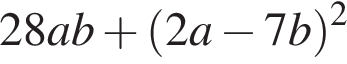 28ab + (2a − 7b)²